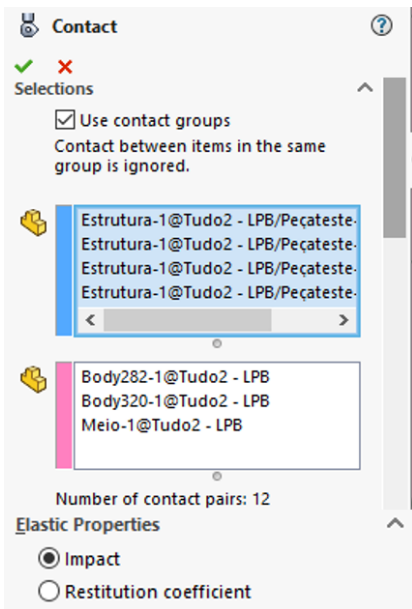 Contact
Selections
Use contact groups
Contact between items in the same
group is ignored.
Estrutura-1@Tudo2 - LPB/Peçateste-
Estrutura-1@Tudo2 - LPB/Peçateste-
Estrutura-1@Tudo2 - LPB/Peçateste-
Estrutura-1@Tudo2 - LPB/Peçateste-
Body282-1@Tudo2 - LPB
Body320-1@Tudo2 - LPB
Meio-1@Tudo2 - LPB
Number of contact pairs: 12
Elastic Properties
Impact
Restitution coefficient